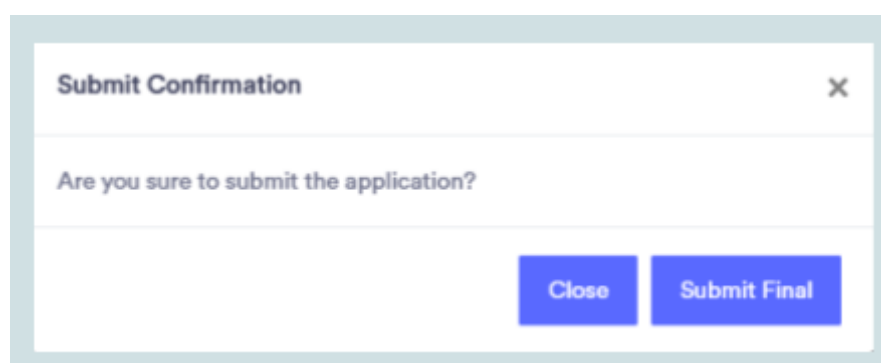 Submit Confirmation
Are you sure to submit the application?
Close Submit Final